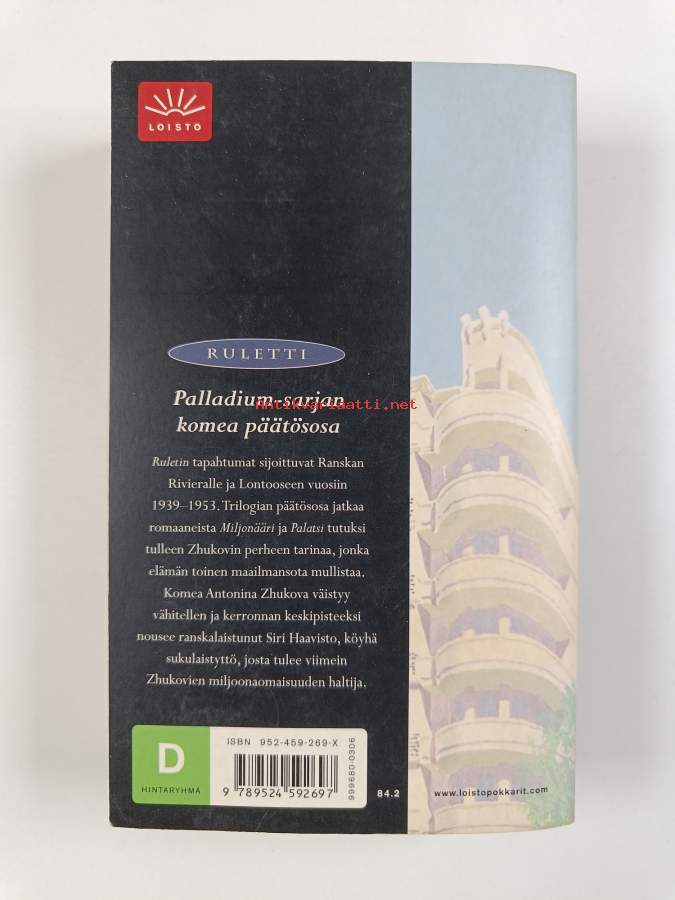 LOISTO
RULETTI
Palladium-sarjan
antikvariaatti.net
komea päätösosa
Ruletin tapahtumat sijoittuvat Ranskan
Rivieralle ja Lontooseen vuosiin
1939–1953. Trilogian päätösosa jatkaa
romaaneista Miljonääri ja Palatsi tutuksi
tulleen Zhukovin perheen tarinaa, jonka
elämän toinen maailmansota mullistaa.
Komea Antonina Zhukova väistyy
vähitellen ja kerronnan keskipisteeksi
nousee ranskalaistunut Siri Haavisto, köyhä
sukulaistyttö, josta tulee viimein
Zhukovien miljoonaomaisuuden haltija.
D
HINTARYHMÄ
ISBN 952-459-269-X
9 789524 592697
999680-0306
84.2
www.loistopokkarit.com